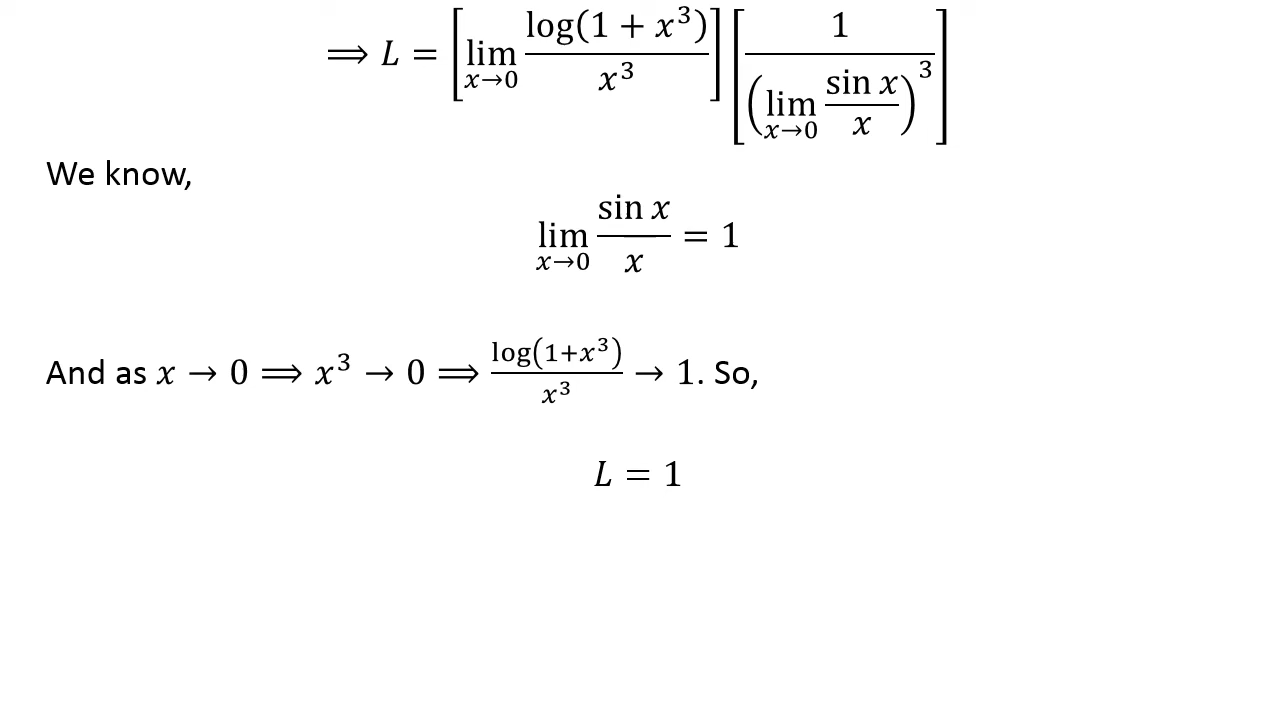 ⟹ L = [lim_{x→0} log(1 + x³)/x³] [1/(lim_{x→0} sin x/x)³]
We know,
lim_{x→0} sin x/x = 1
And as x → 0 ⟹ x³ → 0 ⟹ log(1+x³)/x³ → 1. So,
L = 1